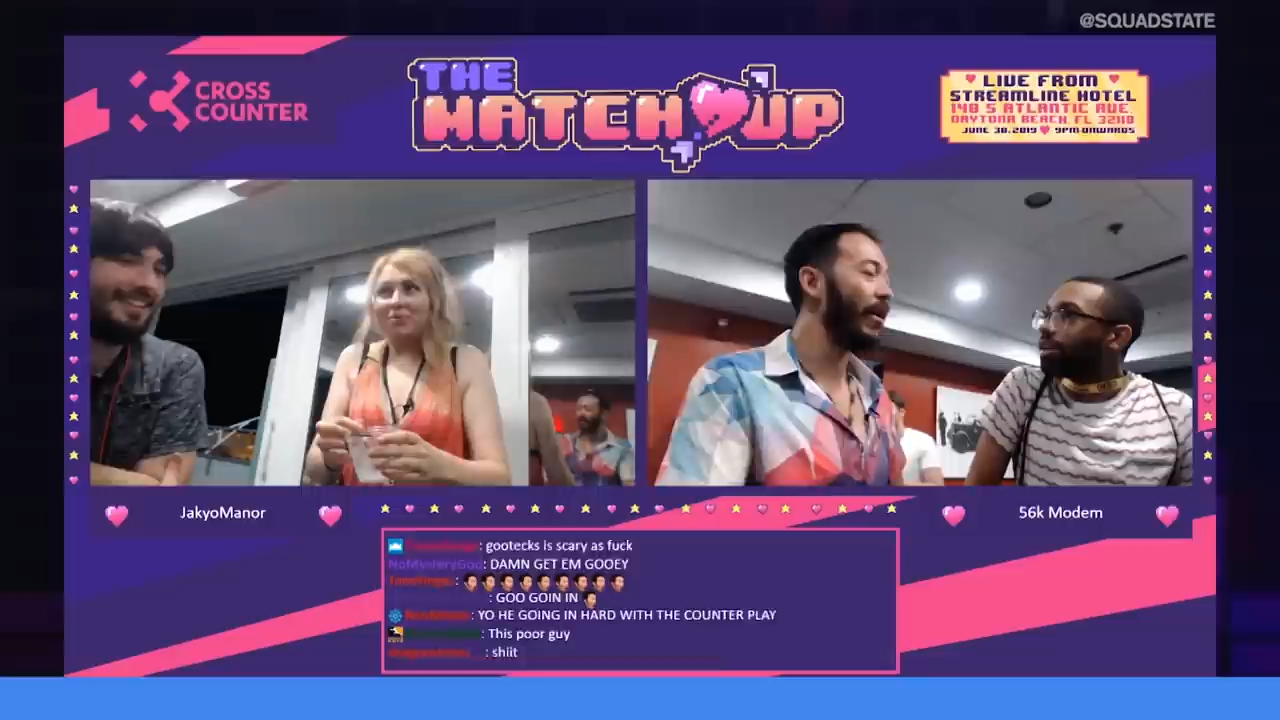 @SQUADSTATE
CROSS
COUNTER
THE
MATCH UP
LIVE FROM
STREAMLINE HOTEL
140 S ATLANTIC AVE,
DAYTONA BEACH, FL 32118
JUNE 30, 2019 9PM-ONWARDS
JakyoManor
56k Modem
: gootecks is scary as fuck
: DAMN GET EM GOOEY
:
: GOO GOIN IN
: YO HE GOING IN HARD WITH THE COUNTER PLAY
: This poor guy
: shiit